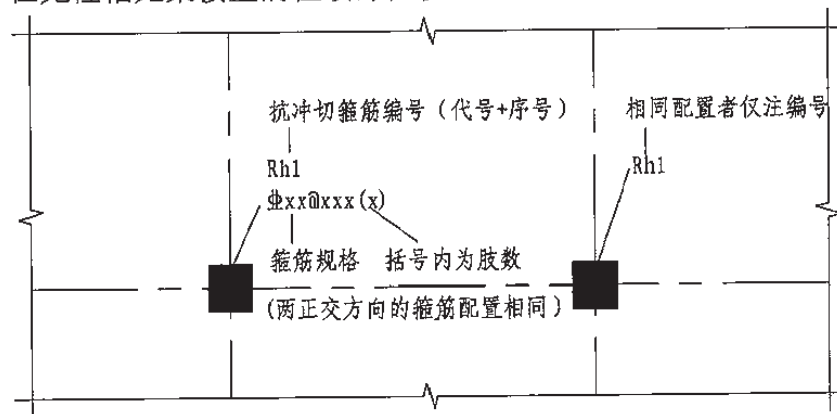 抗冲切箍筋编号（代号+序号）
相同配置者仅注编号
Rh1
Rh1
⏀xx@xxx(x)
箍筋规格 括号内为肢数
(两正交方向的箍筋配置相同)